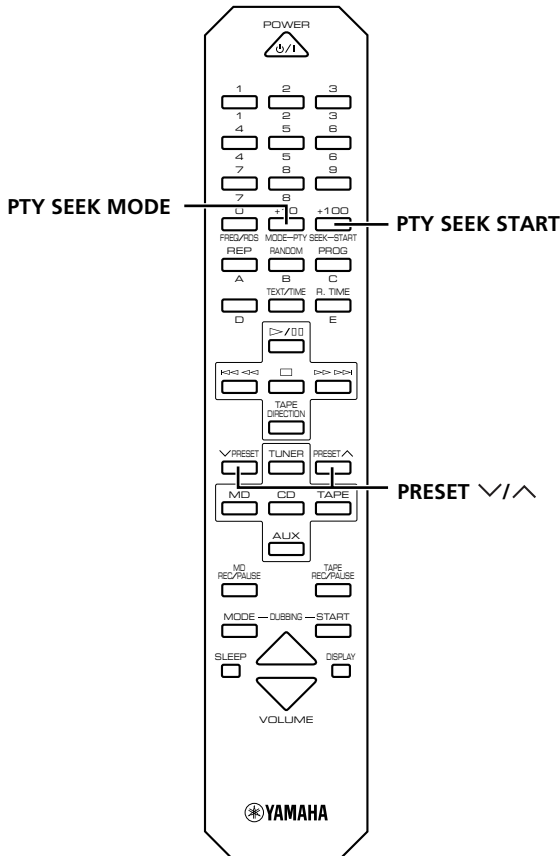 POWER
⏻/I
1 2 3
1 2 3
4 5 6
4 5 6
7 8 9
7 8
PTY SEEK MODE
0 +10 +100
PTY SEEK START
FREQ/RDS MODE—PTY SEEK—START
REP RANDOM PROG
A B C
TEXT/TIME R. TIME
D E
TAPE
DIRECTION
PRESET TUNER PRESET
PRESET
MD CD TAPE
AUX
MD
REC/PAUSE
TAPE
REC/PAUSE
MODE — DUBBING — START
SLEEP DISPLAY
VOLUME
YAMAHA